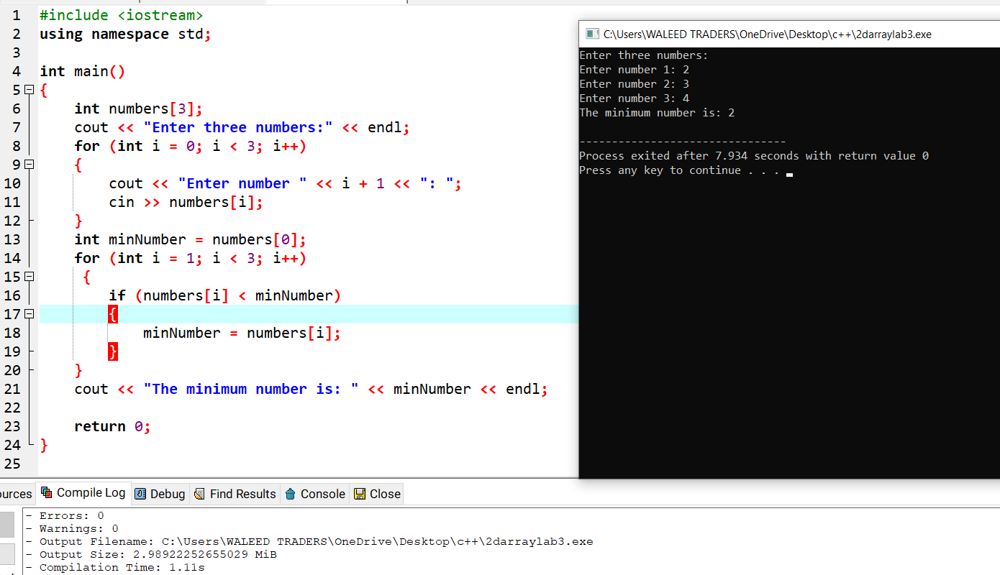 1 #include <iostream>
2 using namespace std;
3
4 int main()
5 {
6 int numbers[3];
7 cout << "Enter three numbers:" << endl;
8 for (int i = 0; i < 3; i++)
9 {
10 cout << "Enter number " << i + 1 << ": ";
11 cin >> numbers[i];
12 }
13 int minNumber = numbers[0];
14 for (int i = 1; i < 3; i++)
15 {
16 if (numbers[i] < minNumber)
17 {
18 minNumber = numbers[i];
19 }
20 }
21 cout << "The minimum number is: " << minNumber << endl;
22
23 return 0;
24 }
25
C:\Users\WALEED TRADERS\OneDrive\Desktop\c++\2darraylab3.exe
Enter three numbers:
Enter number 1: 2
Enter number 2: 3
Enter number 3: 4
The minimum number is: 2
--------------------------------
Process exited after 7.934 seconds with return value 0
Press any key to continue . . .
ources Compile Log Debug Find Results Console Close
- Errors: 0
- Warnings: 0
- Output Filename: C:\Users\WALEED TRADERS\OneDrive\Desktop\c++\2darraylab3.exe
- Output Size: 2.98922252655029 MiB
- Compilation Time: 1.11s